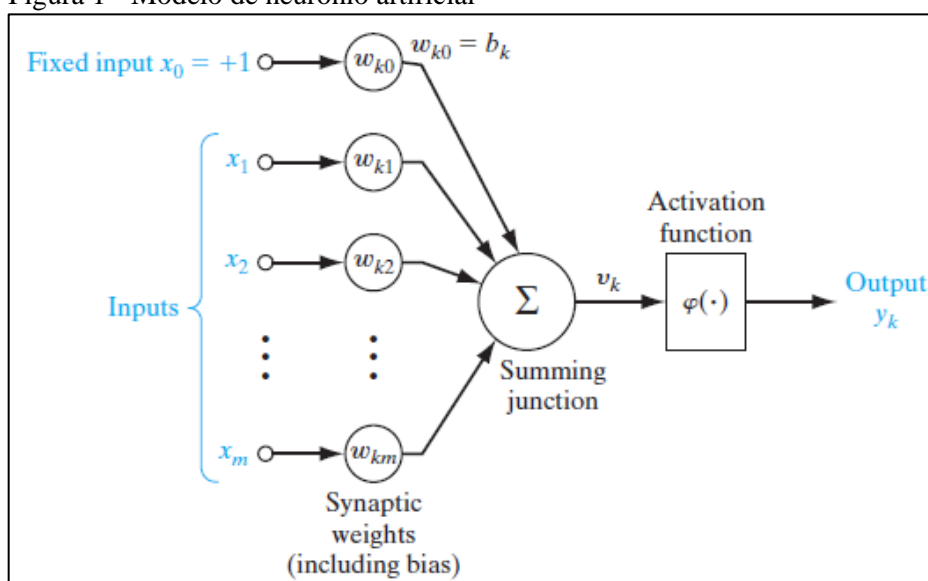 Figura 1 - Modelo de neurônio artificial
Fixed input x₀ = +1
wₖ₀
wₖ₀ = bₖ
x₁
wₖ₁
x₂
wₖ₂
Inputs
xₘ
wₖₘ
Σ
Summing
junction
vₖ
Activation
function
φ(·)
Output
yₖ
Synaptic
weights
(including bias)